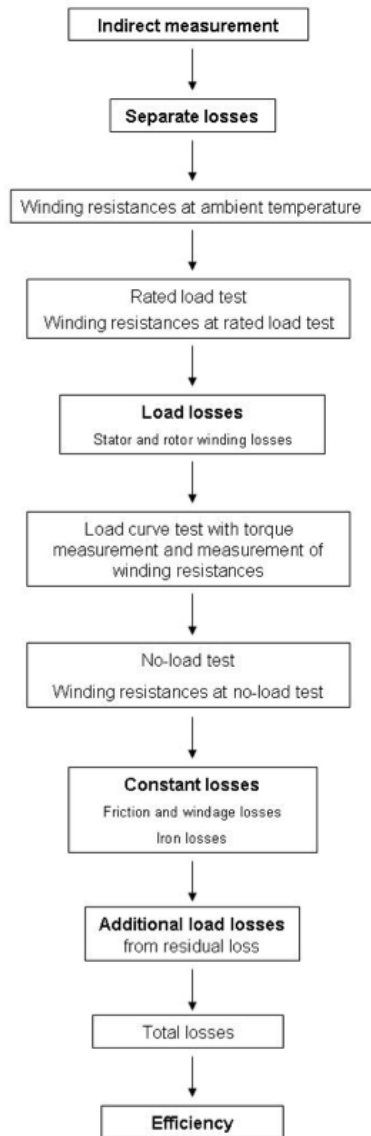 Indirect measurement
Separate losses
Winding resistances at ambient temperature
Rated load test
Winding resistances at rated load test
Load losses
Stator and rotor winding losses
Load curve test with torque
measurement and measurement of
winding resistances
No-load test
Winding resistances at no-load test
Constant losses
Friction and windage losses
Iron losses
Additional load losses
from residual loss
Total losses
Efficiency